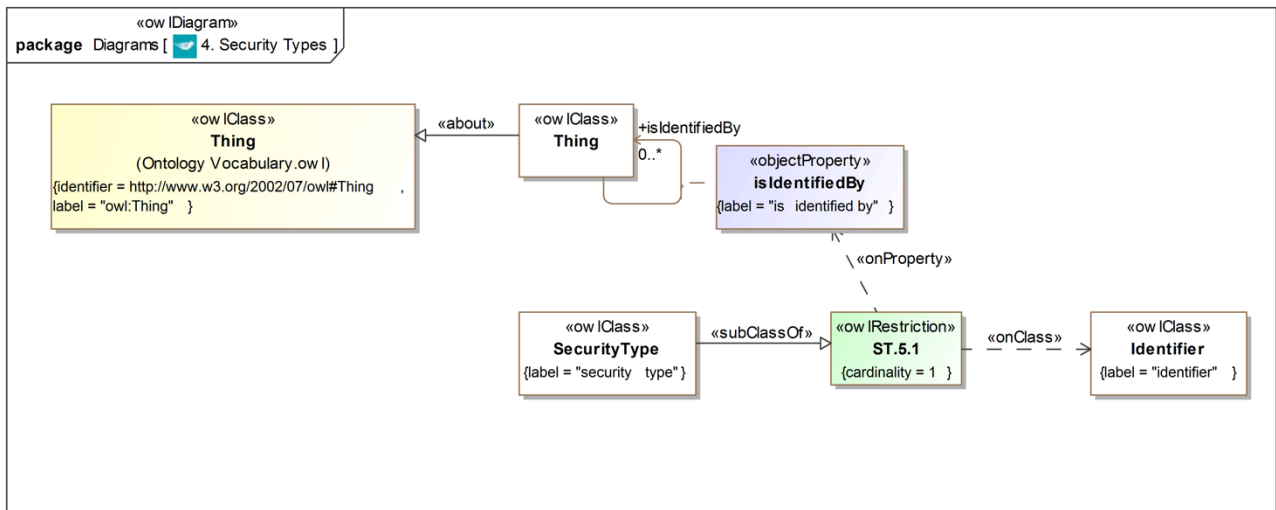 «owlDiagram»
package Diagrams [ 4. Security Types ]
«owlClass»
Thing
(Ontology Vocabulary.owl)
{identifier = http://www.w3.org/2002/07/owl#Thing ,
label = "owl:Thing" }
«about»
«owlClass»
Thing
+isIdentifiedBy
0..*
«objectProperty»
isIdentifiedBy
{label = "is identified by" }
«onProperty»
«owlClass»
SecurityType
{label = "security type"}
«subClassOf»
«owlRestriction»
ST.5.1
{cardinality = 1 }
«onClass»
«owlClass»
Identifier
{label = "identifier" }